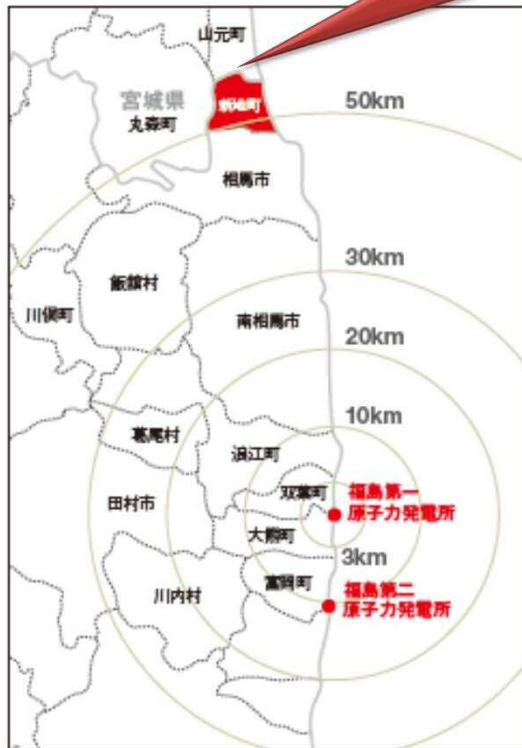 山元町
新地町
50km
宮城県
丸森町
相馬市
30km
飯舘村
川俣町
南相馬市
20km
10km
葛尾村
浪江町
双葉町
福島第一
原子力発電所
田村市
大熊町
3km
富岡町
福島第二
原子力発電所
川内村